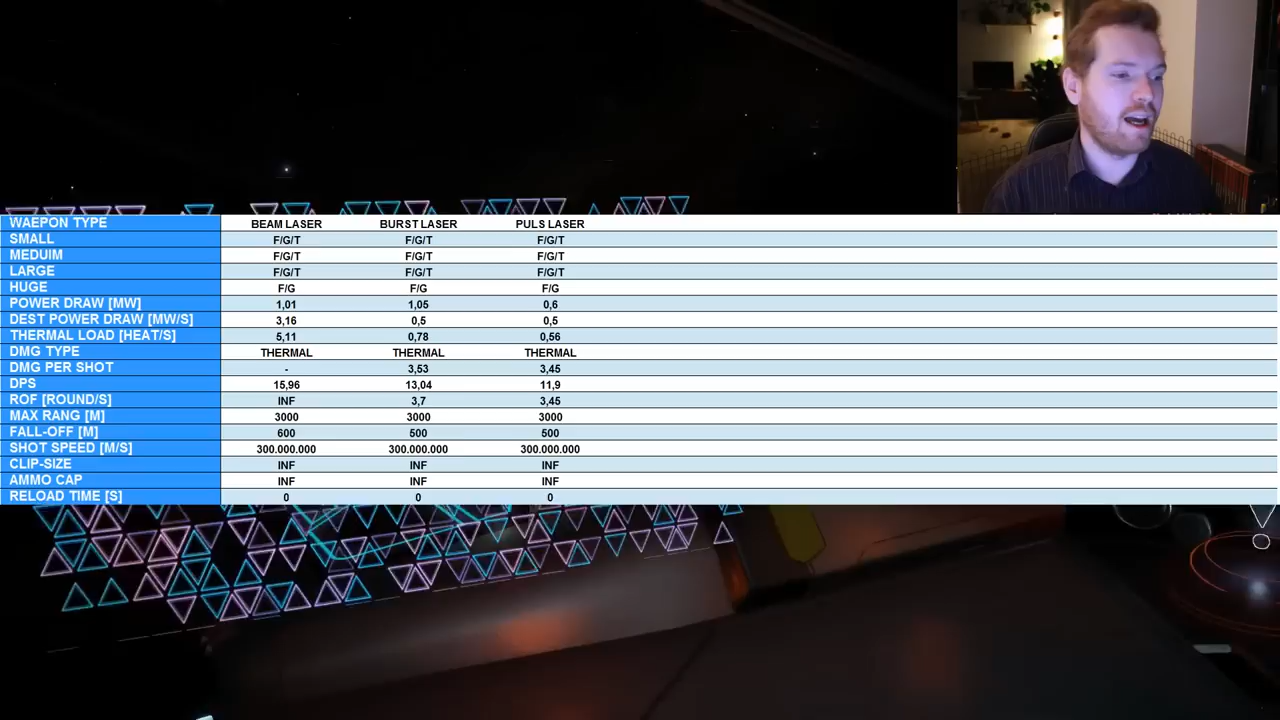 WAEPON TYPE BEAM LASER BURST LASER PULS LASER
SMALL F/G/T F/G/T F/G/T
MEDUIM F/G/T F/G/T F/G/T
LARGE F/G/T F/G/T F/G/T
HUGE F/G F/G F/G
POWER DRAW [MW] 1,01 1,05 0,6
DEST POWER DRAW [MW/S] 3,16 0,5 0,5
THERMAL LOAD [HEAT/S] 5,11 0,78 0,56
DMG TYPE THERMAL THERMAL THERMAL
DMG PER SHOT - 3,53 3,45
DPS 15,96 13,04 11,9
ROF [ROUND/S] INF 3,7 3,45
MAX RANG [M] 3000 3000 3000
FALL-OFF [M] 600 500 500
SHOT SPEED [M/S] 300.000.000 300.000.000 300.000.000
CLIP-SIZE INF INF INF
AMMO CAP INF INF INF
RELOAD TIME [S] 0 0 0